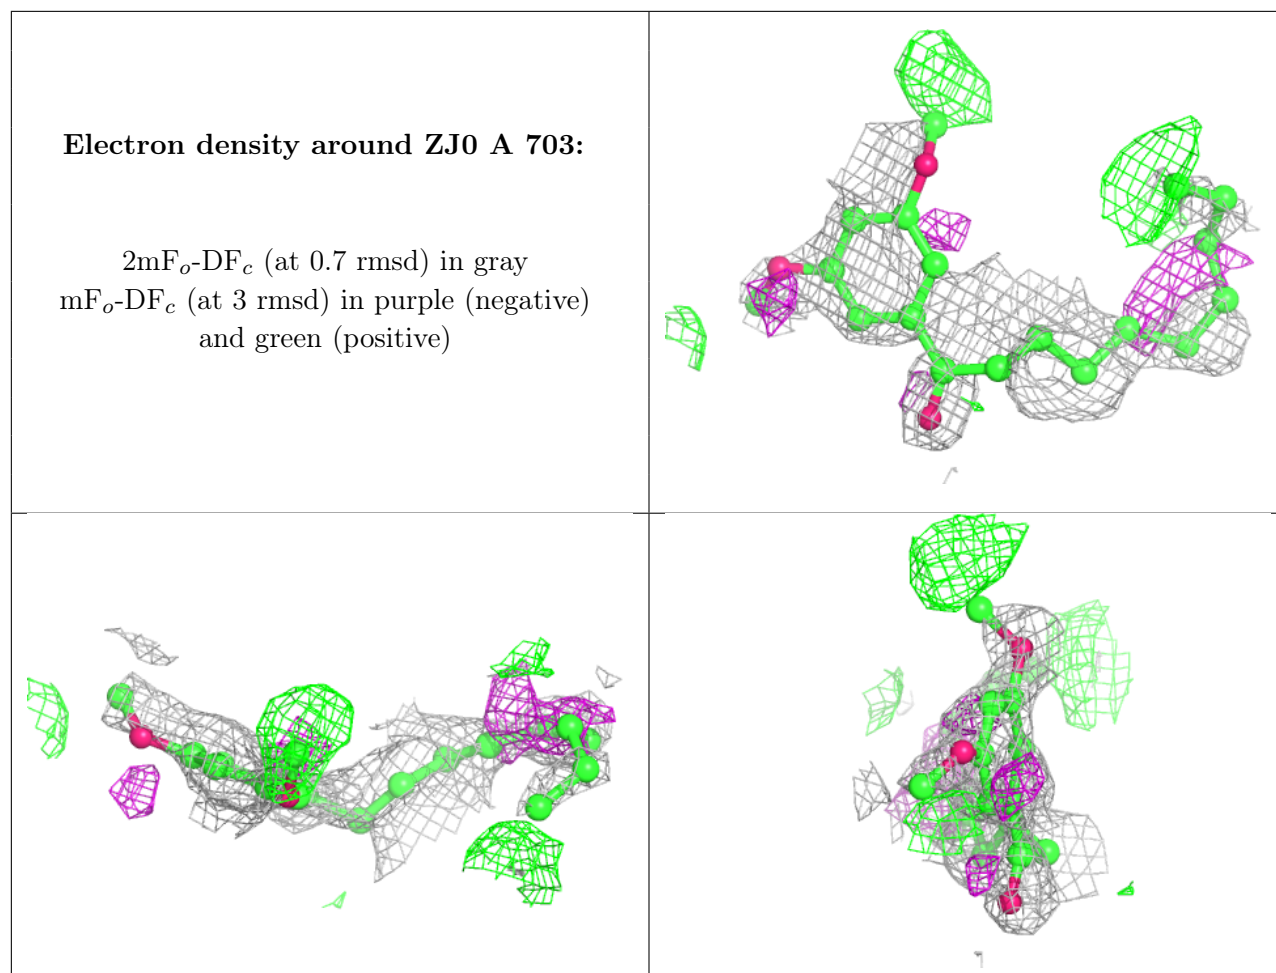 Electron density around ZJ0 A 703:
2mFo-DFc (at 0.7 rmsd) in gray
mFo-DFc (at 3 rmsd) in purple (negative)
and green (positive)